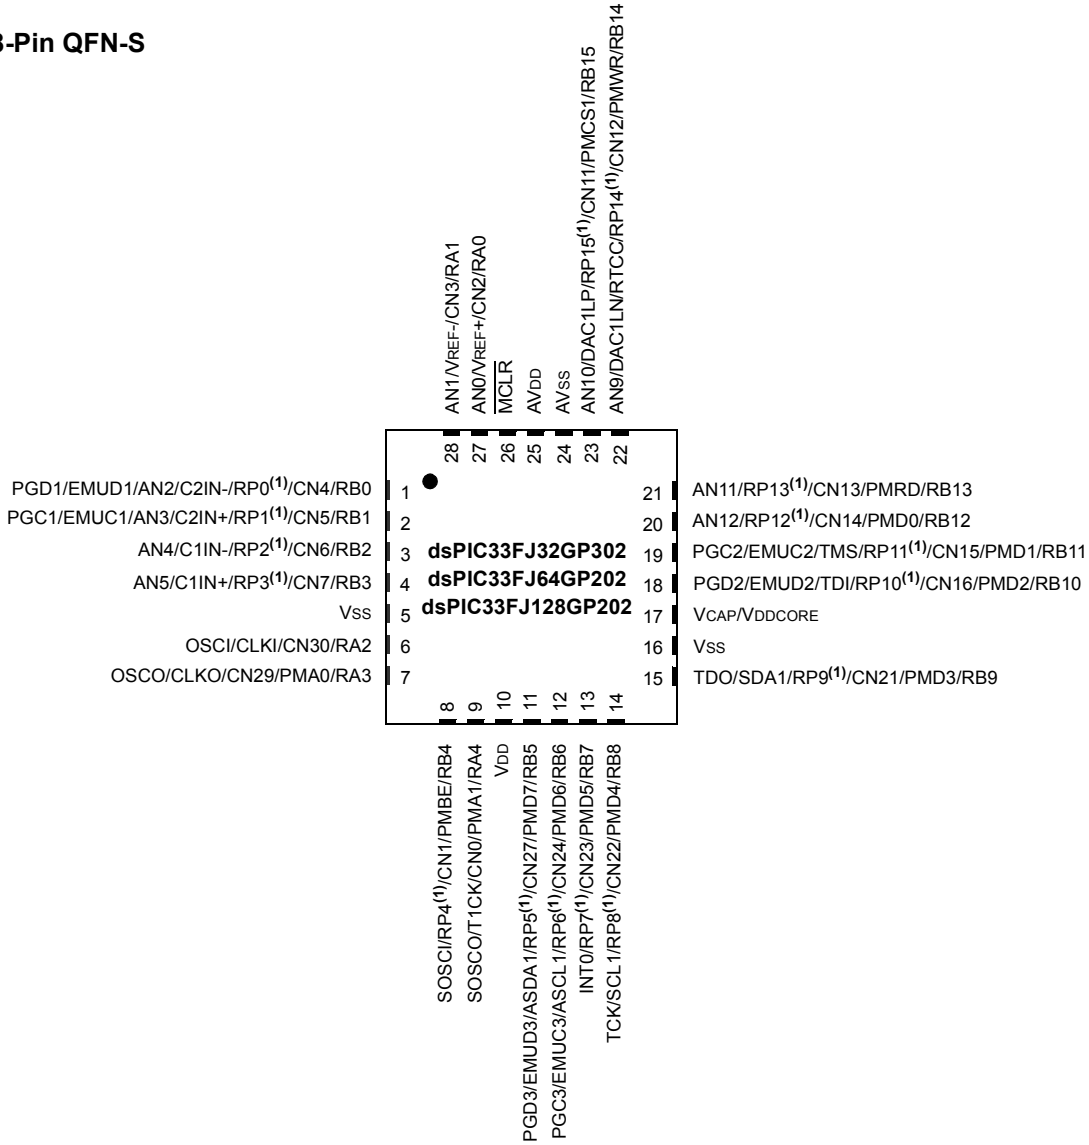 -Pin QFN-S
AN1/VREF-/CN3/RA1
AN0/VREF+/CN2/RA0
MCLR
AVDD
AVSS
AN10/DAC1LP/RP15(1)/CN11/PMCS1/RB15
AN9/DAC1LN/RTCC/RP14(1)/CN12/PMWR/RB14
28
27
26
25
24
23
22
PGD1/EMUD1/AN2/C2IN-/RP0(1)/CN4/RB0
PGC1/EMUC1/AN3/C2IN+/RP1(1)/CN5/RB1
AN4/C1IN-/RP2(1)/CN6/RB2
AN5/C1IN+/RP3(1)/CN7/RB3
VSS
OSCI/CLKI/CN30/RA2
OSCO/CLKO/CN29/PMA0/RA3
1
2
3
4
5
6
7
dsPIC33FJ32GP302
dsPIC33FJ64GP202
dsPIC33FJ128GP202
21
20
19
18
17
16
15
AN11/RP13(1)/CN13/PMRD/RB13
AN12/RP12(1)/CN14/PMD0/RB12
PGC2/EMUC2/TMS/RP11(1)/CN15/PMD1/RB11
PGD2/EMUD2/TDI/RP10(1)/CN16/PMD2/RB10
VCAP/VDDCORE
VSS
TDO/SDA1/RP9(1)/CN21/PMD3/RB9
8
9
10
11
12
13
14
SOSCI/RP4(1)/CN1/PMBE/RB4
SOSCO/T1CK/CN0/PMA1/RA4
VDD
PGD3/EMUD3/ASDA1/RP5(1)/CN27/PMD7/RB5
PGC3/EMUC3/ASCL1/RP6(1)/CN24/PMD6/RB6
INT0/RP7(1)/CN23/PMD5/RB7
TCK/SCL1/RP8(1)/CN22/PMD4/RB8